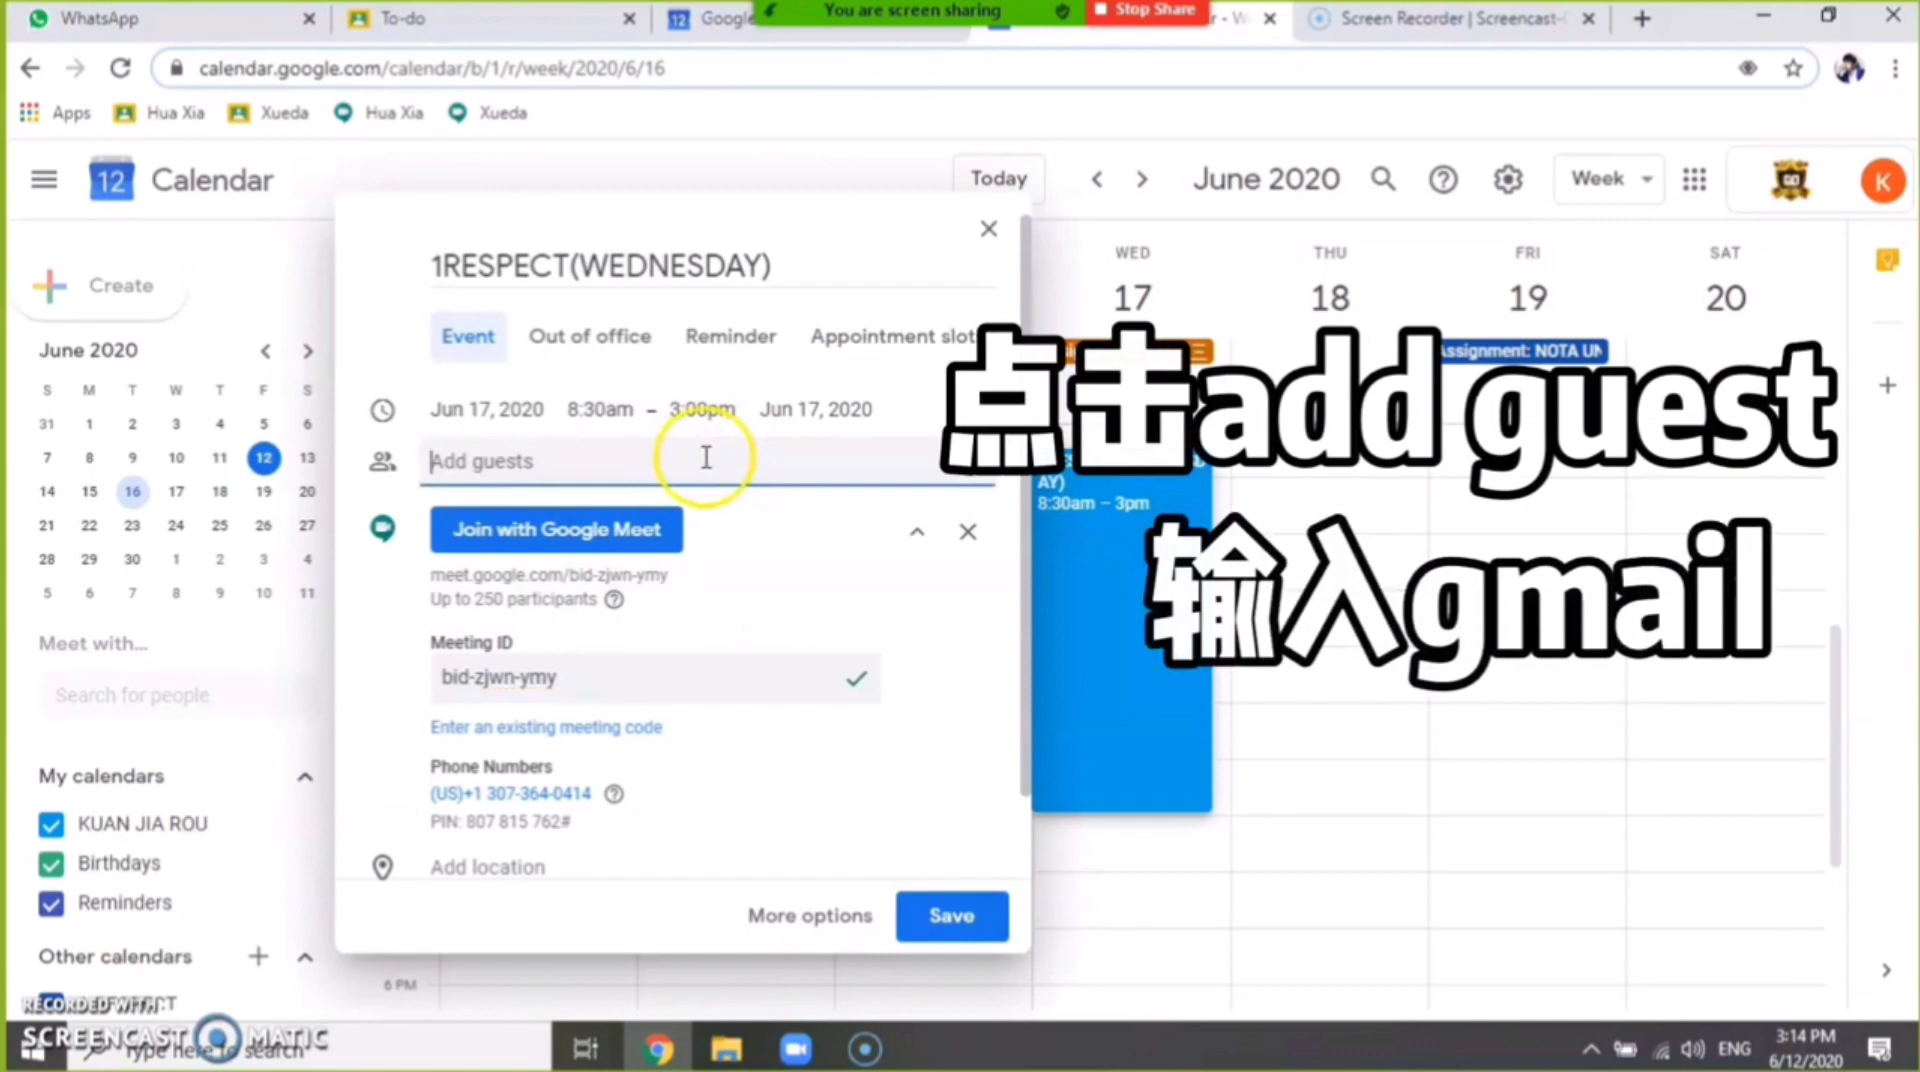 WhatsApp
To-do
Google
You are screen sharing
Stop Share
Screen Recorder | Screencast-
calendar.google.com/calendar/b/1/r/week/2020/6/16
Apps Hua Xia Xueda Hua Xia Xueda
12 Calendar
Today
June 2020
Week
K
Create
1RESPECT(WEDNESDAY)
WED THU FRI SAT
17 18 19 20
Event Out of office Reminder Appointment slot
Assignment: NOTA UN
点击add guest
输入gmail
Jun 17, 2020 8:30am – 3:00pm Jun 17, 2020
Add guests
AY)
8:30am – 3pm
Join with Google Meet
meet.google.com/bid-zjwn-ymy
Up to 250 participants
Meeting ID
bid-zjwn-ymy
Enter an existing meeting code
Phone Numbers
(US)+1 307-364-0414
PIN: 807 815 762#
Add location
More options
Save
June 2020
S M T W T F S
31 1 2 3 4 5 6
7 8 9 10 11 12 13
14 15 16 17 18 19 20
21 22 23 24 25 26 27
28 29 30 1 2 3 4
5 6 7 8 9 10 11
Meet with...
Search for people
My calendars
KUAN JIA ROU
Birthdays
Reminders
Other calendars
6 PM
RECORDED WITH
SCREENCAST MATIC
Type here to search
ENG
3:14 PM
6/12/2020